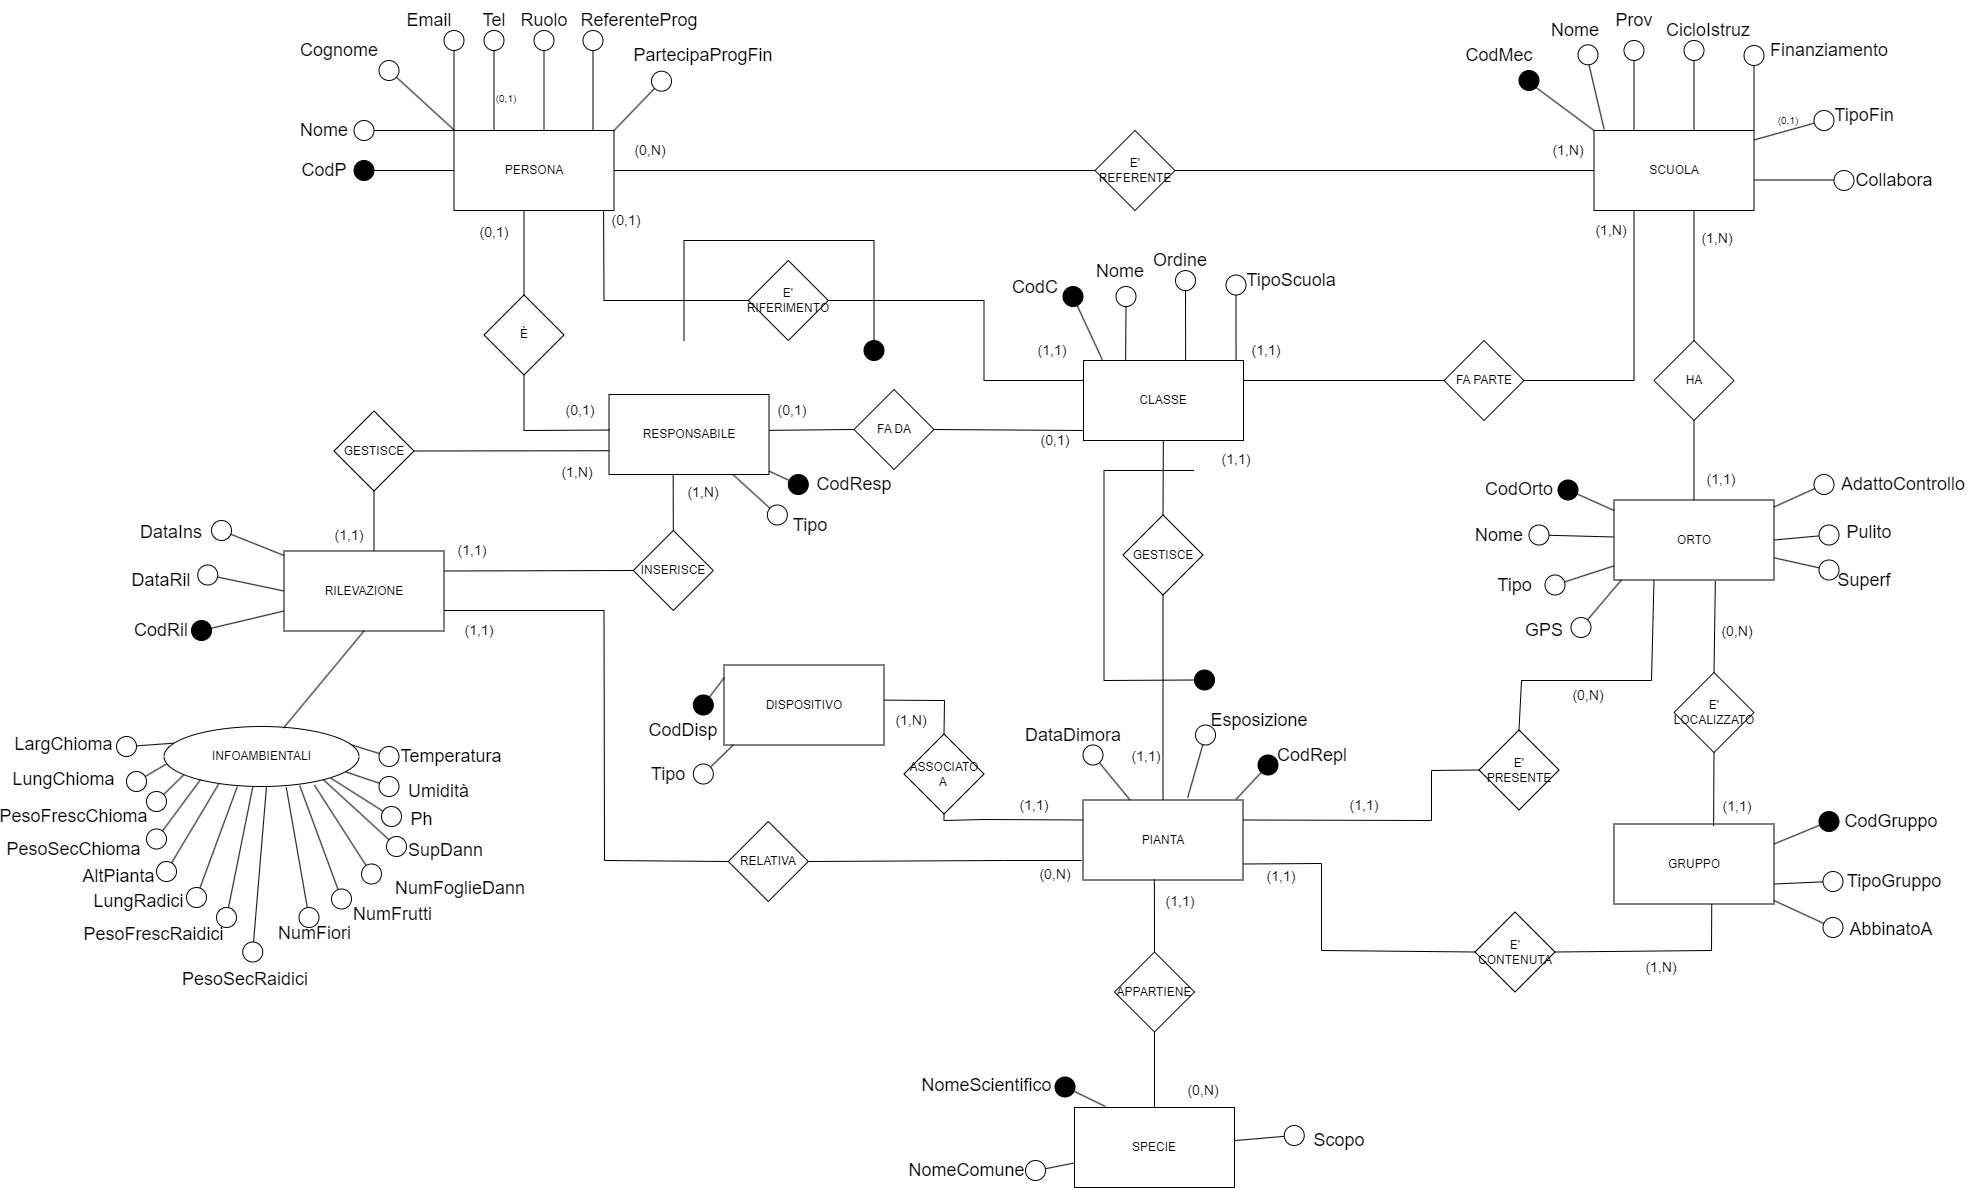 Email
Tel
Ruolo
ReferenteProg
Cognome
PartecipaProgFin
(0,1)
Nome
CodP
PERSONA
(0,N)
E'
REFERENTE
(1,N)
Nome
Prov
CicloIstruz
CodMec
Finanziamento
(0,1)
TipoFin
SCUOLA
Collabora
(0,1)
(0,1)
(1,N)
(1,N)
E'
RIFERIMENTO
È
CodC
Nome
Ordine
TipoScuola
(1,1)
(1,1)
CLASSE
FA PARTE
HA
(0,1)
(0,1)
RESPONSABILE
FA DA
(0,1)
(1,1)
GESTISCE
(1,N)
(1,N)
CodResp
Tipo
(1,1)
CodOrto
AdattoControllo
Nome
ORTO
Pulito
Tipo
Superf
GPS
DataIns
(1,1)
(1,1)
DataRil
RILEVAZIONE
INSERISCE
GESTISCE
CodRil
(1,1)
(0,N)
(0,N)
E'
LOCALIZZATO
DISPOSITIVO
CodDisp
(1,N)
Tipo
ASSOCIATO
A
DataDimora
Esposizione
(1,1)
CodRepl
E'
PRESENTE
LargChioma
INFOAMBIENTALI
Temperatura
LungChioma
Umidità
PesoFrescChioma
Ph
PesoSecChioma
SupDann
AltPianta
NumFoglieDann
LungRadici
NumFrutti
PesoFrescRaidici
NumFiori
PesoSecRaidici
(1,1)
(1,1)
(1,1)
PIANTA
RELATIVA
(0,N)
(1,1)
(1,1)
CodGruppo
GRUPPO
TipoGruppo
AbbinatoA
E'
CONTENUTA
(1,N)
APPARTIENE
NomeScientifico
(0,N)
SPECIE
Scopo
NomeComune